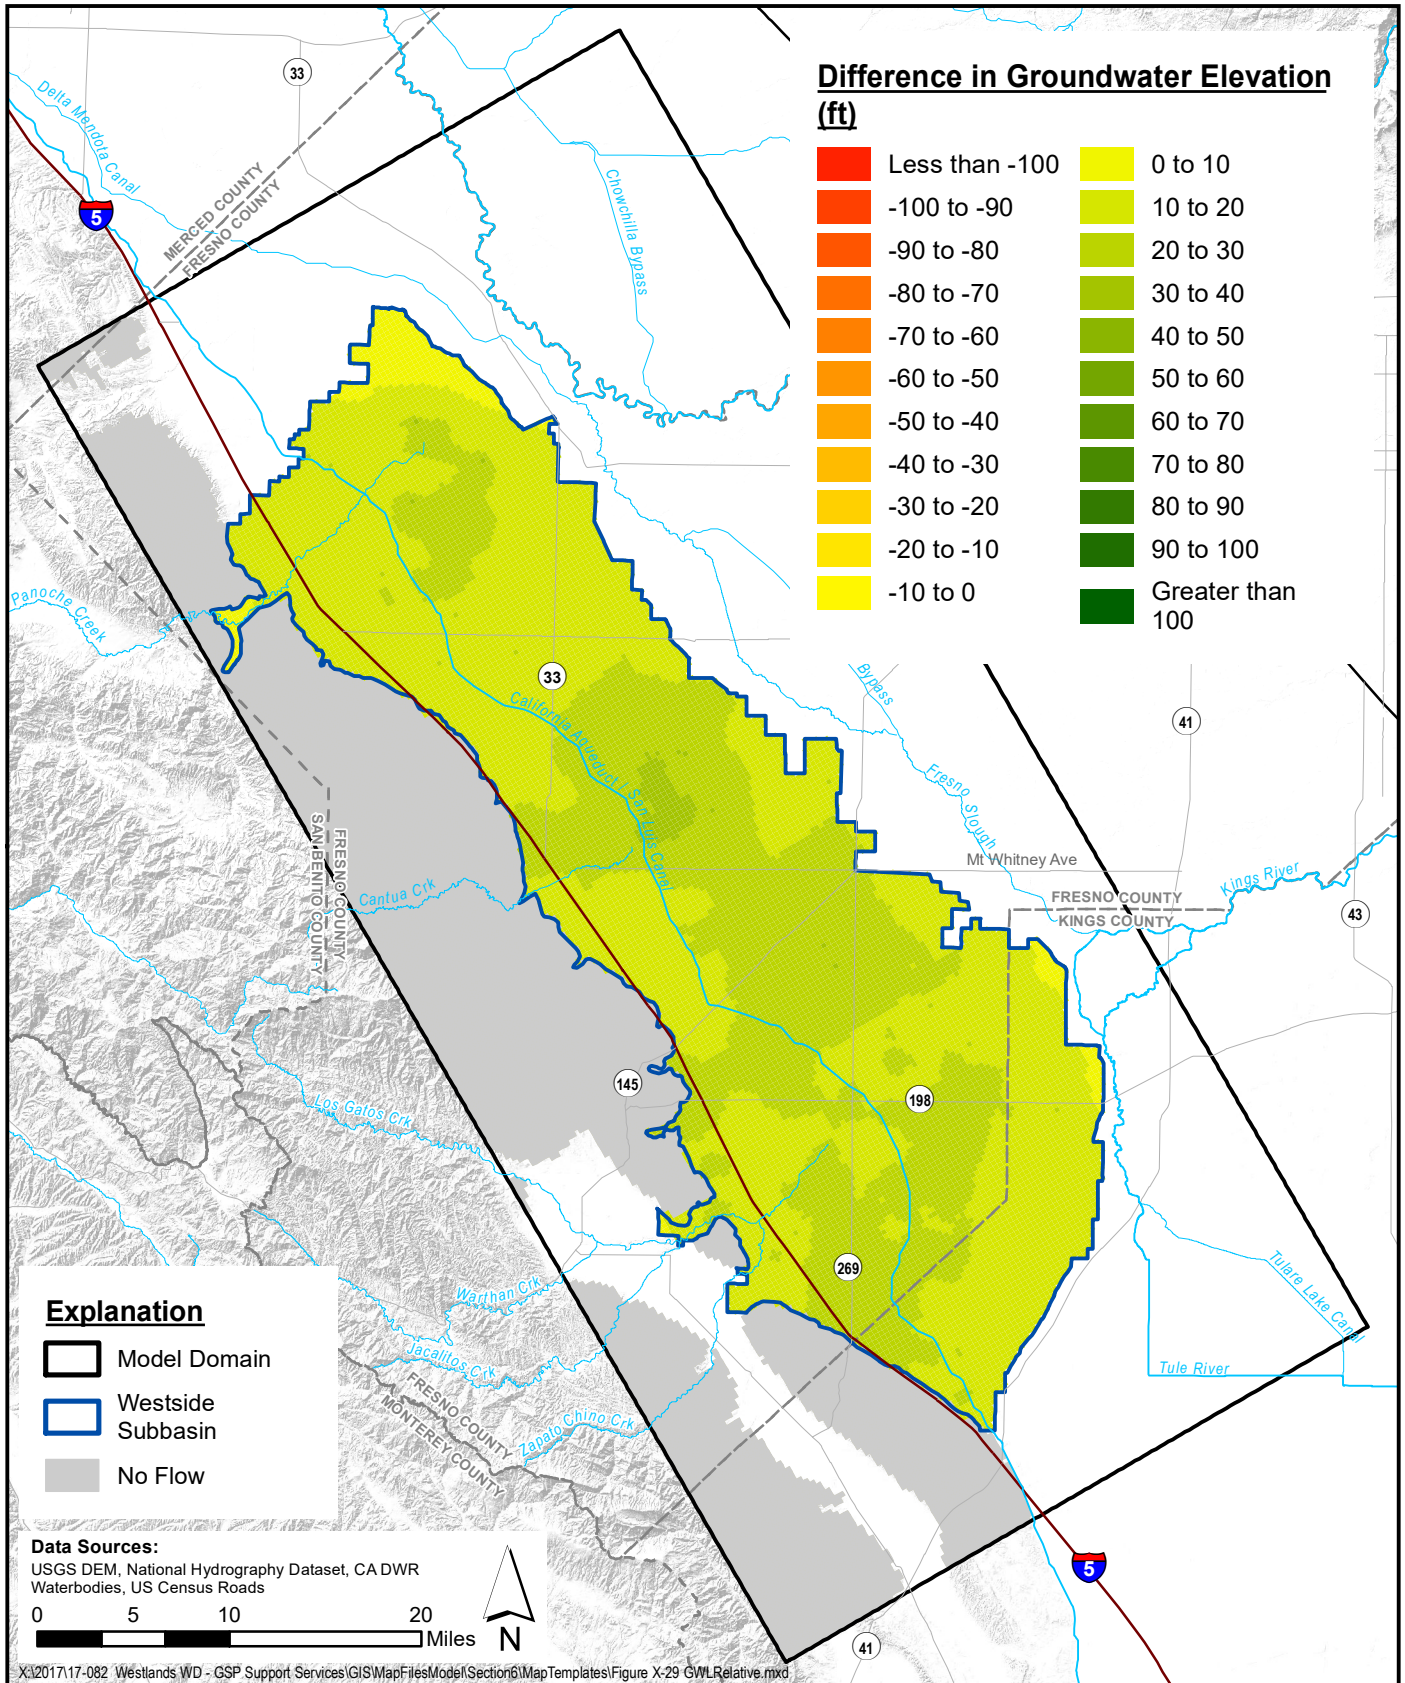 Difference in Groundwater Elevation
(ft)
Less than -100
-100 to -90
-90 to -80
-80 to -70
-70 to -60
-60 to -50
-50 to -40
-40 to -30
-30 to -20
-20 to -10
-10 to 0
0 to 10
10 to 20
20 to 30
30 to 40
40 to 50
50 to 60
60 to 70
70 to 80
80 to 90
90 to 100
Greater than
100
33
Delta Mendota Canal
5
MERCED COUNTY
FRESNO COUNTY
Chowchilla Bypass
Panoche Creek
33
California Aqueduct / San Luis Canal
Bypass
41
Fresno Slough
Mt Whitney Ave
Kings River
FRESNO COUNTY
KINGS COUNTY
43
SAN BENITO COUNTY
FRESNO COUNTY
Cantua Crk
145
198
Los Gatos Crk
269
Warthan Crk
Jacalitos Crk
Zapato Chino Crk
FRESNO COUNTY
MONTEREY COUNTY
Tulare Lake Canal
Tule River
5
41
Explanation
Model Domain
Westside
Subbasin
No Flow
Data Sources:
USGS DEM, National Hydrography Dataset, CA DWR
Waterbodies, US Census Roads
0 5 10 20
Miles
N
X:\2017\17-082 Westlands WD - GSP Support Services\GIS\MapFilesModel\Section6\MapTemplates\Figure X-29 GWLRelative.mxd